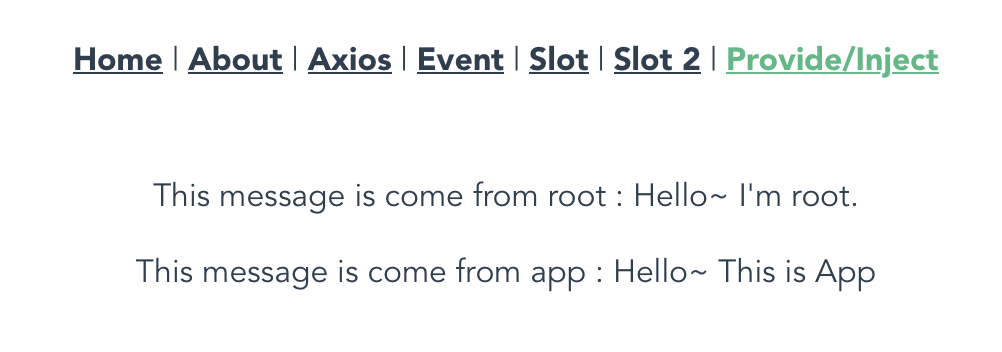 Home | About | Axios | Event | Slot | Slot 2 | Provide/Inject
This message is come from root : Hello~ I'm root.
This message is come from app : Hello~ This is App